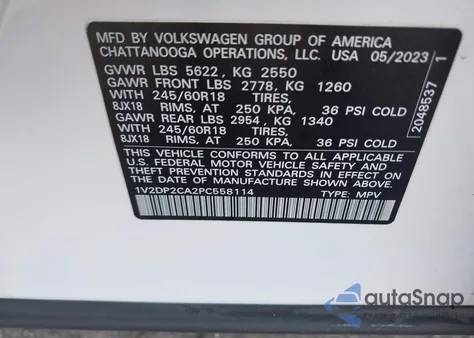 MFD BY VOLKSWAGEN GROUP OF AMERICA
CHATTANOOGA OPERATIONS, LLC. USA 05/2023
GVWR LBS 5622, KG 2550
GAWR FRONT LBS 2778, KG 1260
WITH 245/60R18 TIRES,
8JX18 RIMS, AT 250 KPA, 36 PSI COLD
GAWR REAR LBS 2954, KG 1340
WITH 245/60R18 TIRES,
8JX18 RIMS, AT 250 KPA, 36 PSI COLD
THIS VEHICLE CONFORMS TO ALL APPLICABLE
FEDERAL MOTOR VEHICLE SAFETY AND
THEFT PREVENTION STANDARDS IN EFFECT
ON THE DATE OF MANUFACTURE SHOWN ABOVE.
1V2DP2CA2PC558114 TYPE: MPV
2048537 1
autoSnap